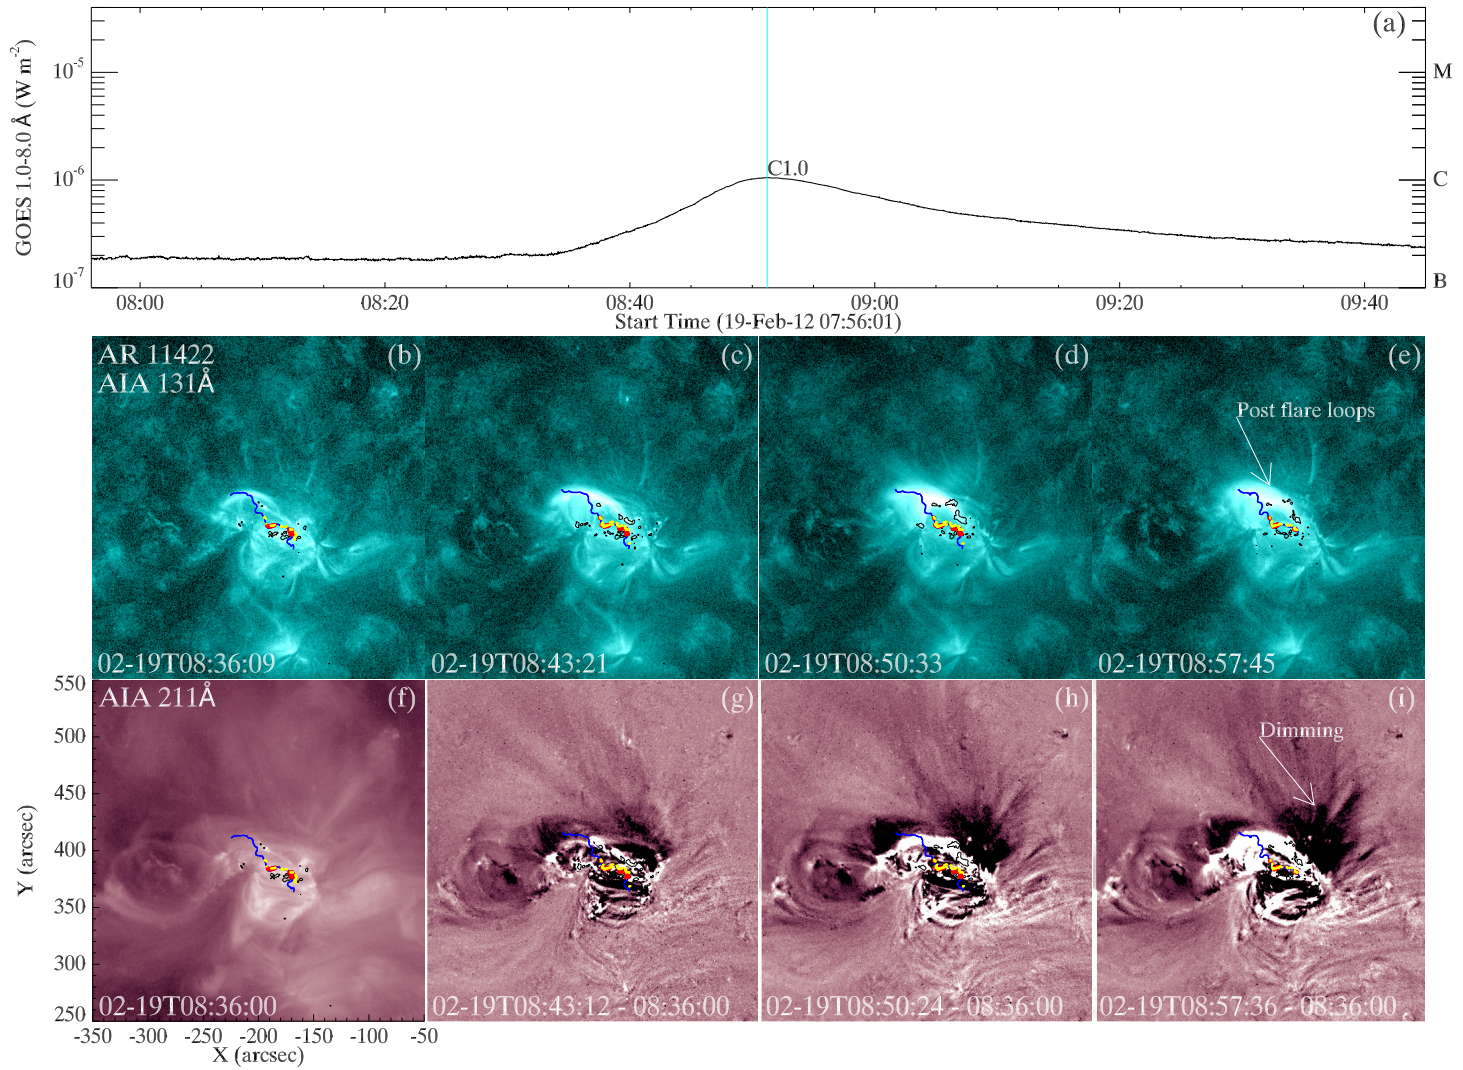 (a)
GOES 1.0-8.0 Å (W m⁻²)
10⁻⁵
10⁻⁶
10⁻⁷
M
C
B
C1.0
08:00 08:20 08:40 09:00 09:20 09:40
Start Time (19-Feb-12 07:56:01)
AR 11422 (b) (c) (d) (e)
AIA 131Å
Post flare loops
02-19T08:36:09 02-19T08:43:21 02-19T08:50:33 02-19T08:57:45
AIA 211Å (f) (g) (h) (i)
Dimming
02-19T08:36:00 02-19T08:43:12 - 08:36:00 02-19T08:50:24 - 08:36:00 02-19T08:57:36 - 08:36:00
Y (arcsec)
550
500
450
400
350
300
250
-350 -300 -250 -200 -150 -100 -50
X (arcsec)